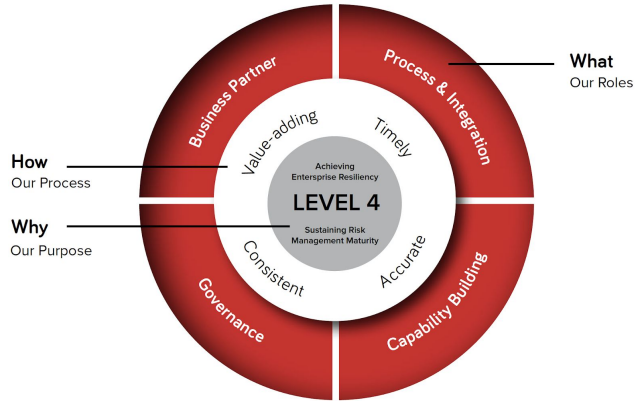 Business Partner
Process & Integration
What
Our Roles
Value-adding
Timely
How
Our Process
Achieving
Entersprise Resiliency
LEVEL 4
Sustaining Risk
Management Maturity
Why
Our Purpose
Consistent
Accurate
Governance
Capability Building